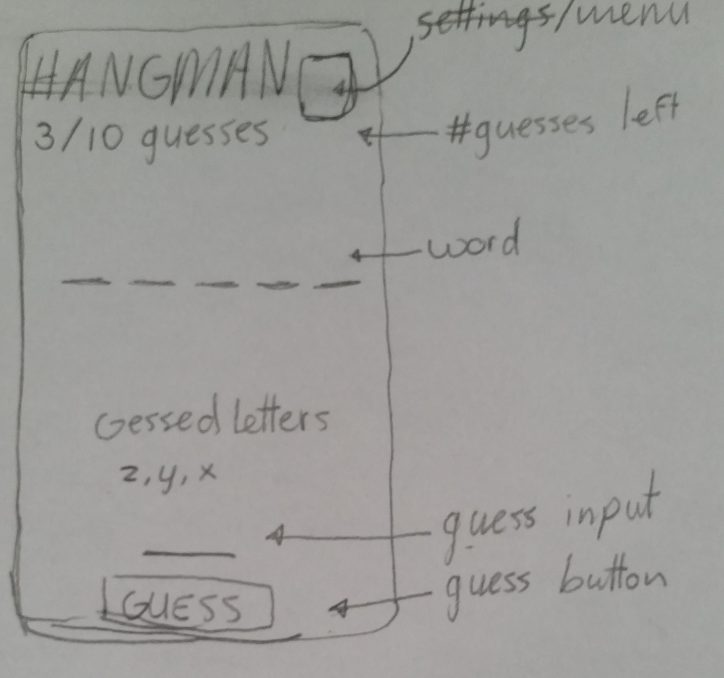 settings/menu
HANGMAN
3/10 guesses
#guesses left
word
Gessed Letters
z, y, x
guess input
GUESS
guess button